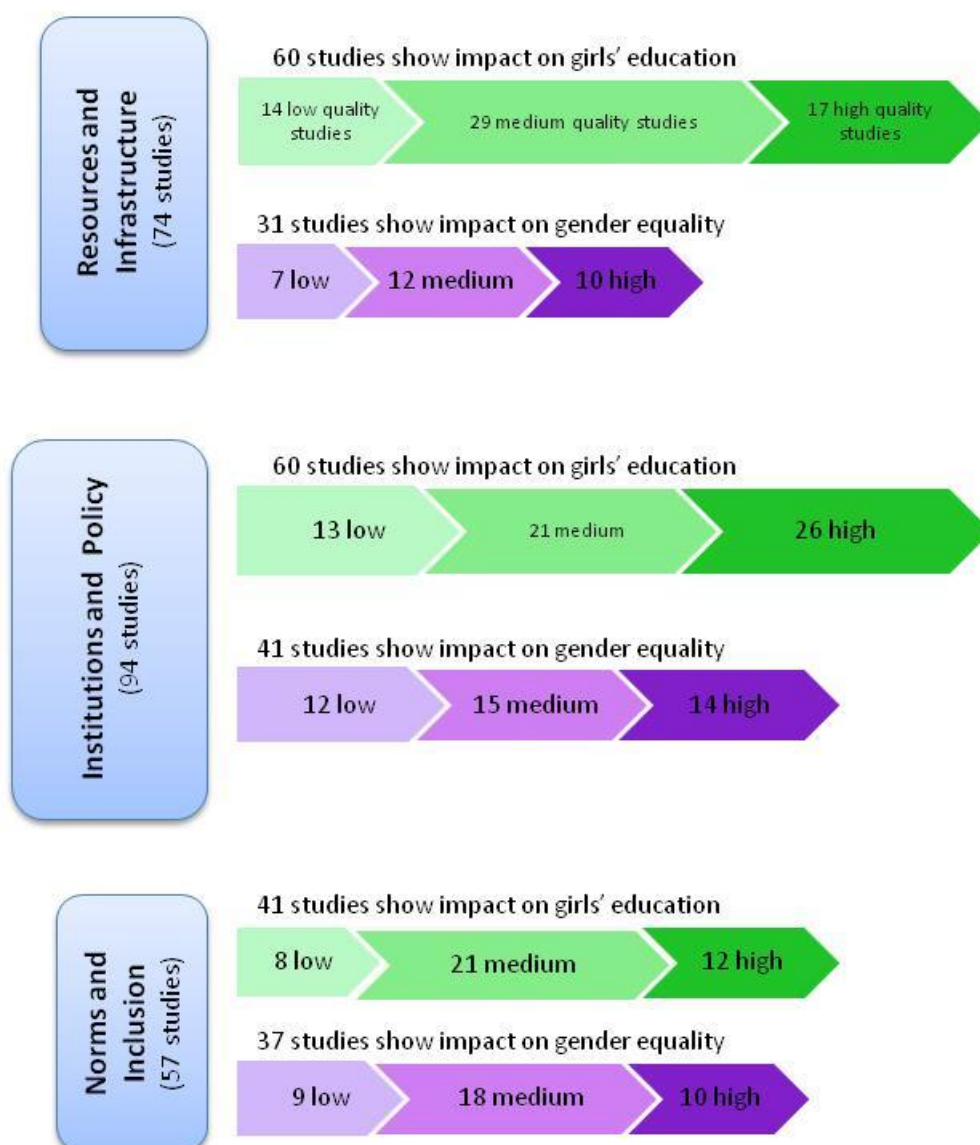 Resources and
Infrastructure
(74 studies)
60 studies show impact on girls’ education
14 low quality
studies
29 medium quality studies
17 high quality
studies
31 studies show impact on gender equality
7 low
12 medium
10 high
Institutions and Policy
(94 studies)
60 studies show impact on girls’ education
13 low
21 medium
26 high
41 studies show impact on gender equality
12 low
15 medium
14 high
Norms and
Inclusion
(57 studies)
41 studies show impact on girls’ education
8 low
21 medium
12 high
37 studies show impact on gender equality
9 low
18 medium
10 high